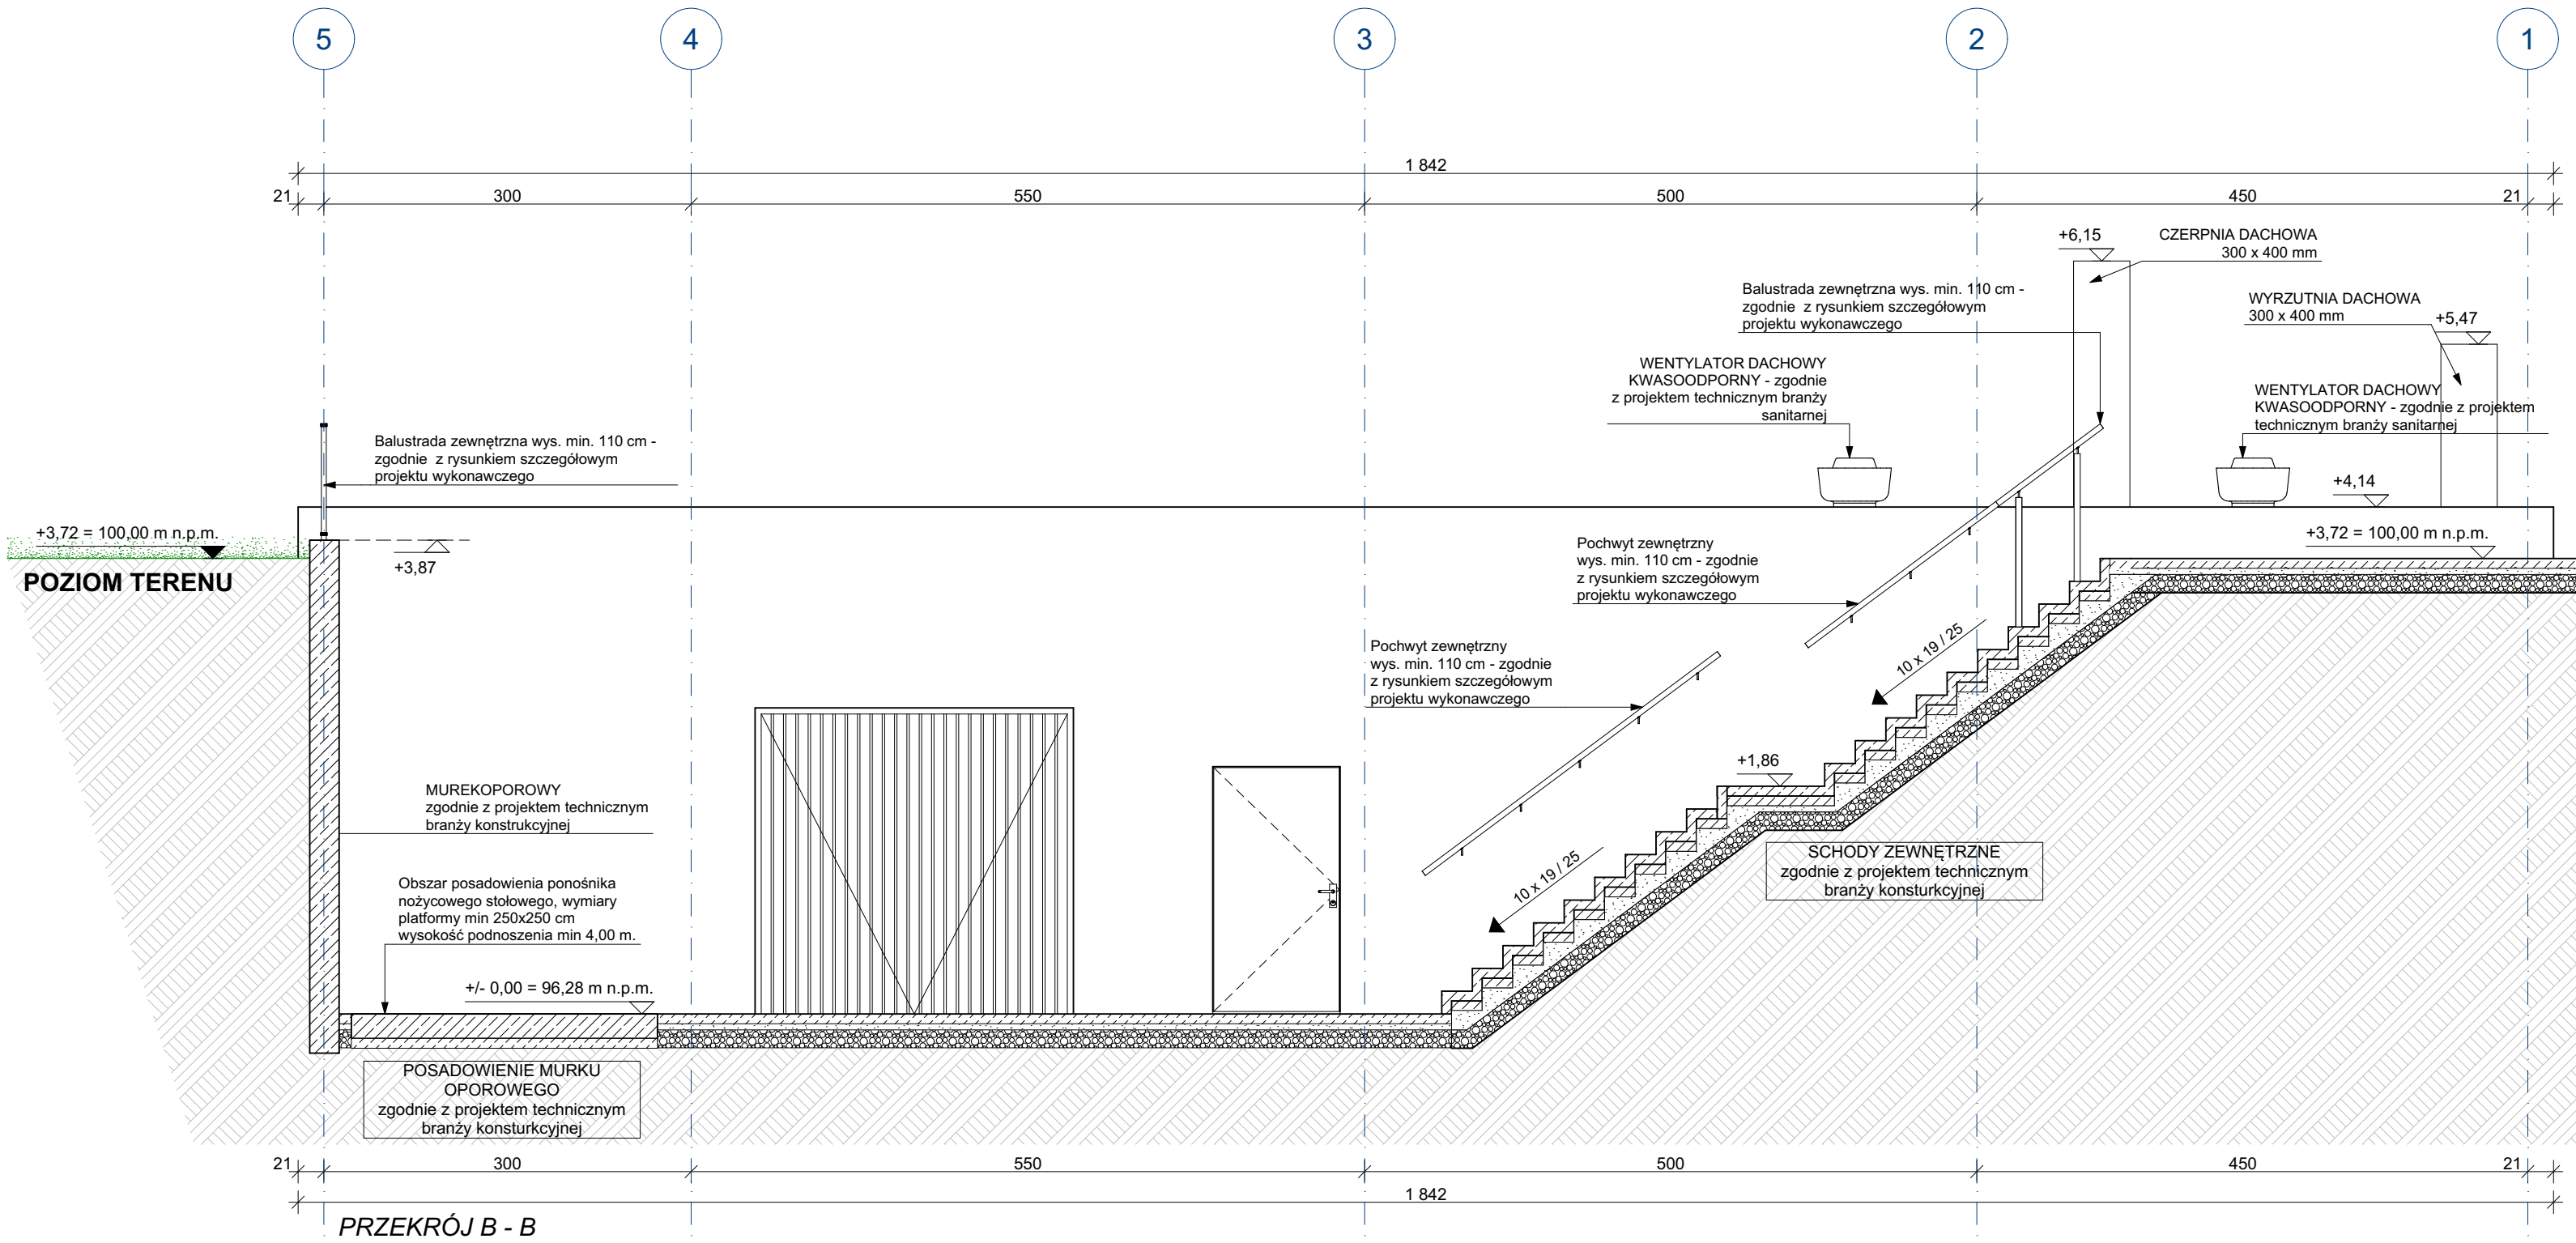 5
4
3
2
1
1 842
21
300
550
500
450
21
+6,15
CZERPNIA DACHOWA
300 x 400 mm
Balustrada zewnętrzna wys. min. 110 cm -
zgodnie z rysunkiem szczegółowym
projektu wykonawczego
WYRZUTNIA DACHOWA
300 x 400 mm
+5,47
WENTYLATOR DACHOWY
KWASOODPORNY - zgodnie
z projektem technicznym branży
sanitarnej
WENTYLATOR DACHOWY
KWASOODPORNY - zgodnie z projektem
technicznym branży sanitarnej
Balustrada zewnętrzna wys. min. 110 cm -
zgodnie z rysunkiem szczegółowym
projektu wykonawczego
+4,14
+3,72 = 100,00 m n.p.m.
POZIOM TERENU
+3,87
+3,72 = 100,00 m n.p.m.
Pochwyt zewnętrzny
wys. min. 110 cm - zgodnie
z rysunkiem szczegółowym
projektu wykonawczego
Pochwyt zewnętrzny
wys. min. 110 cm - zgodnie
z rysunkiem szczegółowym
projektu wykonawczego
10 x 19 / 25
+1,86
MUREKOPOROWY
zgodnie z projektem technicznym
branży konstrukcyjnej
10 x 19 / 25
SCHODY ZEWNĘTRZNE
zgodnie z projektem technicznym
branży konsturkcyjnej
Obszar posadowienia ponośnika
nożycowego stołowego, wymiary
platformy min 250x250 cm
wysokość podnoszenia min 4,00 m.
+/- 0,00 = 96,28 m n.p.m.
POSADOWIENIE MURKU
OPOROWEGO
zgodnie z projektem technicznym
branży konsturkcyjnej
21
300
550
500
450
21
1 842
PRZEKRÓJ B - B